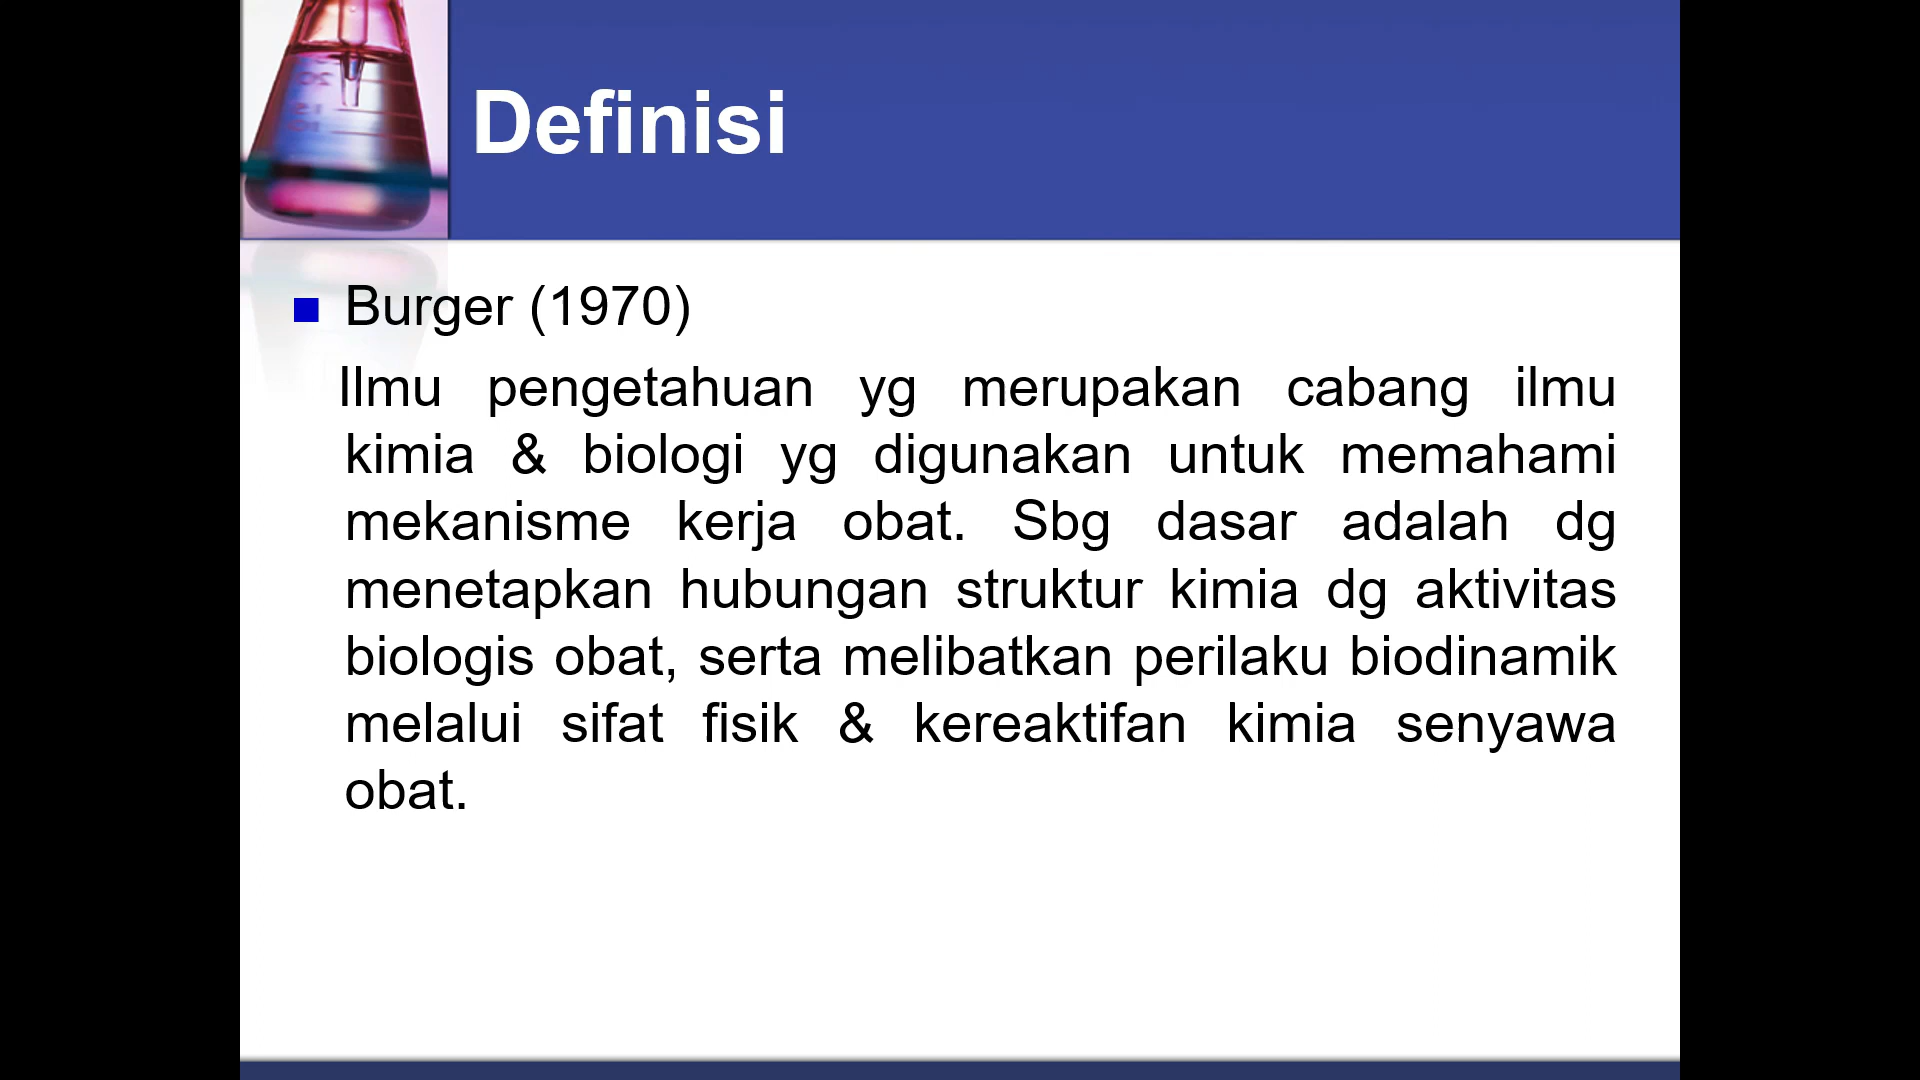 Definisi
Burger (1970)
Ilmu pengetahuan yg merupakan cabang ilmu
kimia & biologi yg digunakan untuk memahami
mekanisme kerja obat. Sbg dasar adalah dg
menetapkan hubungan struktur kimia dg aktivitas
biologis obat, serta melibatkan perilaku biodinamik
melalui sifat fisik & kereaktifan kimia senyawa
obat.